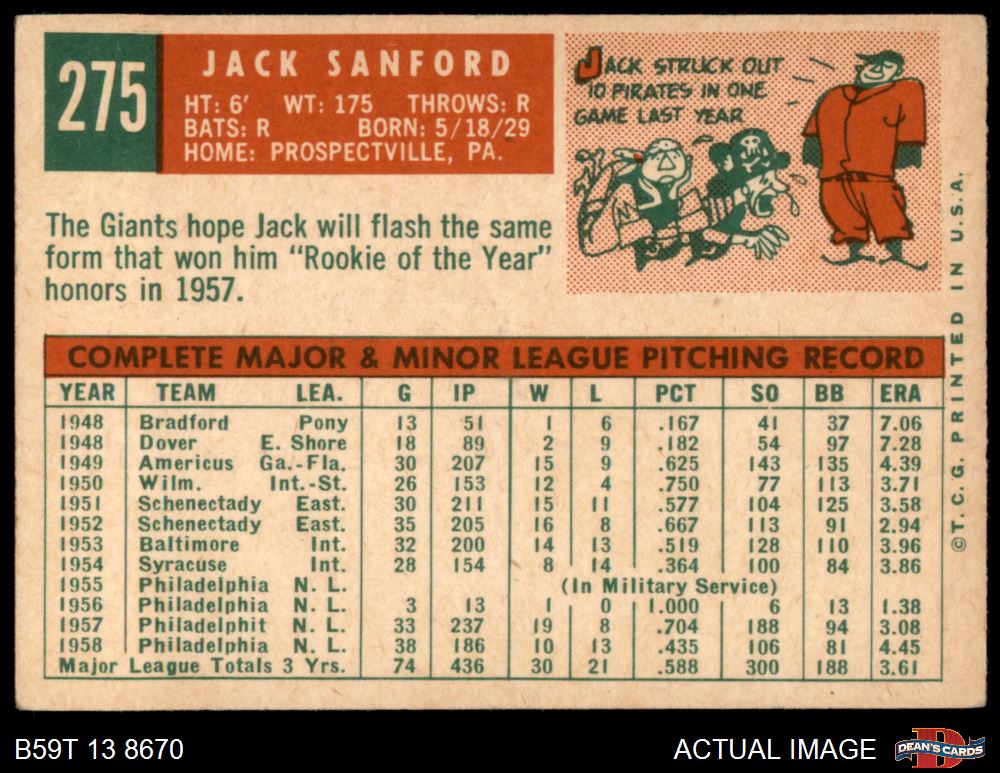 275
JACK SANFORD
HT: 6' WT: 175 THROWS: R
BATS: R BORN: 5/18/29
HOME: PROSPECTVILLE, PA.
JACK STRUCK OUT
10 PIRATES IN ONE
GAME LAST YEAR
The Giants hope Jack will flash the same
form that won him "Rookie of the Year"
honors in 1957.
COMPLETE MAJOR & MINOR LEAGUE PITCHING RECORD
YEAR TEAM LEA. G IP W L PCT SO BB ERA
1948 Bradford Pony 13 51 1 6 .167 41 37 7.06
1948 Dover E. Shore 18 89 2 9 .182 54 97 7.28
1949 Americus Ga.-Fla. 30 207 15 9 .625 143 135 4.39
1950 Wilm. Int.-St. 26 153 12 4 .750 77 113 3.71
1951 Schenectady East. 30 211 15 11 .577 104 125 3.58
1952 Schenectady East. 35 205 16 8 .667 113 91 2.94
1953 Baltimore Int. 32 200 14 13 .519 128 110 3.96
1954 Syracuse Int. 28 154 8 14 .364 100 84 3.86
1955 Philadelphia N. L. (In Military Service)
1956 Philadelphia N. L. 3 13 1 0 1.000 6 13 1.38
1957 Philadelphit N. L. 33 237 19 8 .704 188 94 3.08
1958 Philadelphia N. L. 38 186 10 13 .435 106 81 4.45
Major League Totals 3 Yrs. 74 436 30 21 .588 300 188 3.61
©T.C.G. PRINTED IN U.S.A.
B59T 13 8670
ACTUAL IMAGE
D
DEAN'S CARDS